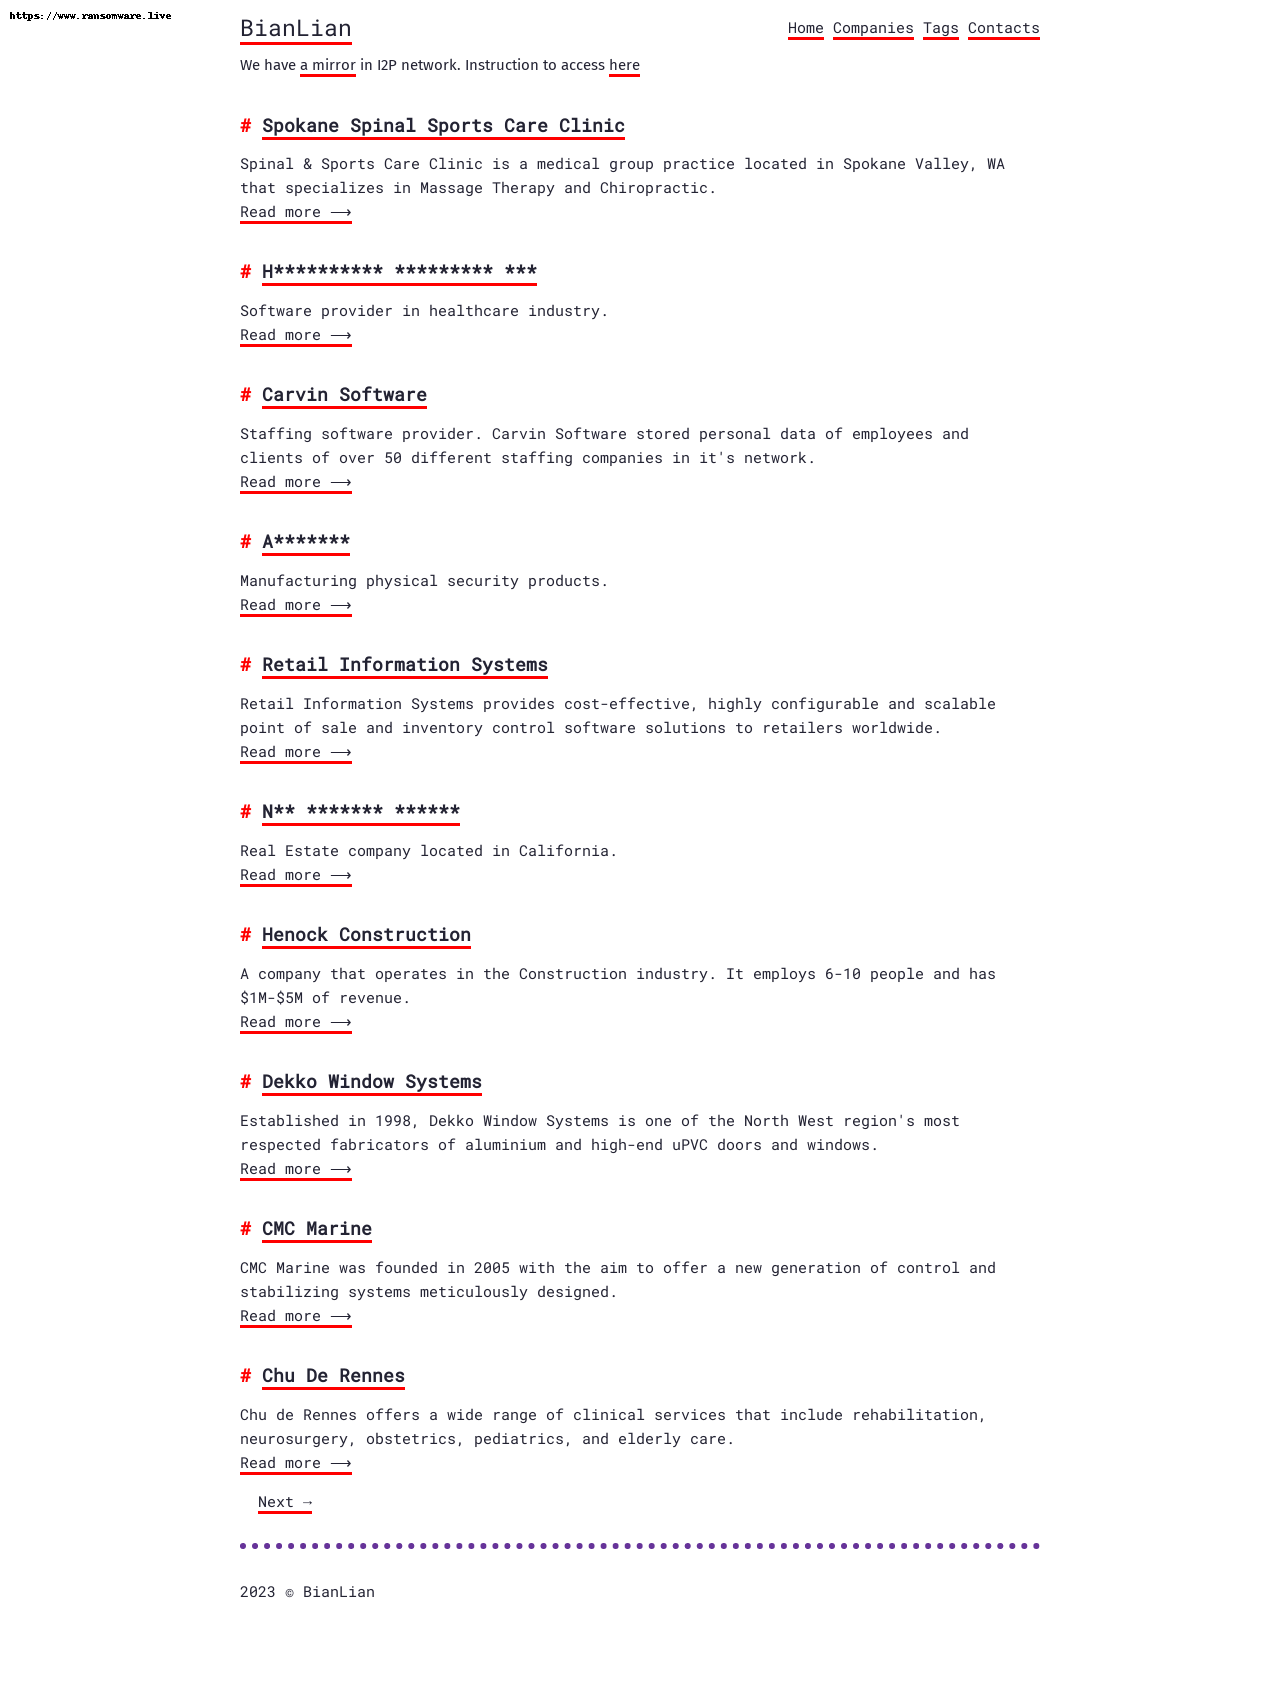 https://www.ransomware.live
BianLian
Home Companies Tags Contacts
We have a mirror in I2P network. Instruction to access here
# Spokane Spinal Sports Care Clinic
Spinal & Sports Care Clinic is a medical group practice located in Spokane Valley, WA
that specializes in Massage Therapy and Chiropractic.
Read more ⟶
# H********** ********* ***
Software provider in healthcare industry.
Read more ⟶
# Carvin Software
Staffing software provider. Carvin Software stored personal data of employees and
clients of over 50 different staffing companies in it's network.
Read more ⟶
# A*******
Manufacturing physical security products.
Read more ⟶
# Retail Information Systems
Retail Information Systems provides cost-effective, highly configurable and scalable
point of sale and inventory control software solutions to retailers worldwide.
Read more ⟶
# N** ******* ******
Real Estate company located in California.
Read more ⟶
# Henock Construction
A company that operates in the Construction industry. It employs 6-10 people and has
$1M-$5M of revenue.
Read more ⟶
# Dekko Window Systems
Established in 1998, Dekko Window Systems is one of the North West region's most
respected fabricators of aluminium and high-end uPVC doors and windows.
Read more ⟶
# CMC Marine
CMC Marine was founded in 2005 with the aim to offer a new generation of control and
stabilizing systems meticulously designed.
Read more ⟶
# Chu De Rennes
Chu de Rennes offers a wide range of clinical services that include rehabilitation,
neurosurgery, obstetrics, pediatrics, and elderly care.
Read more ⟶
Next →
2023 © BianLian